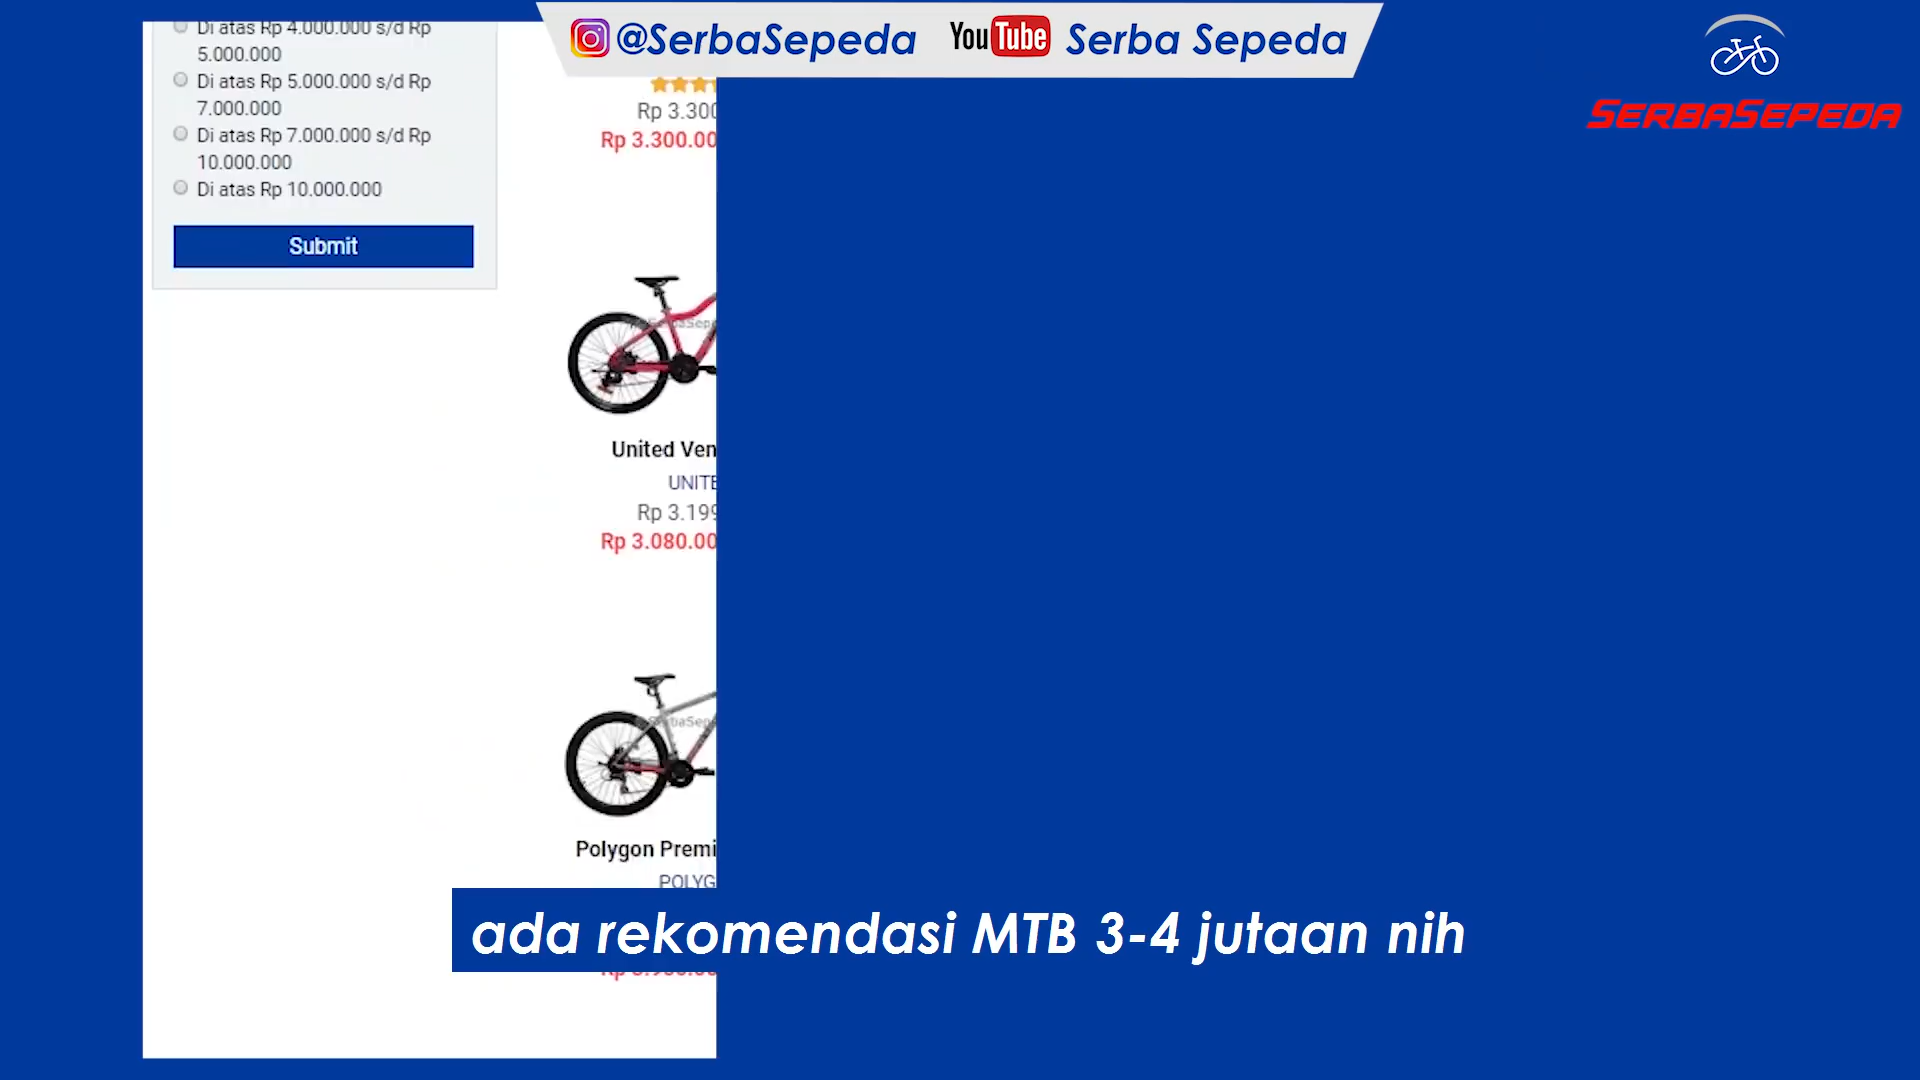 @SerbaSepeda
YouTube Serba Sepeda
SERBASEPEDA
Di atas Rp 4.000.000 s/d Rp
5.000.000
Di atas Rp 5.000.000 s/d Rp
7.000.000
Di atas Rp 7.000.000 s/d Rp
10.000.000
Di atas Rp 10.000.000
Submit
Rp 3.300
Rp 3.300.00
United Ven
UNITE
Rp 3.199
Rp 3.080.00
Polygon Premi
POLYG
ada rekomendasi MTB 3-4 jutaan nih